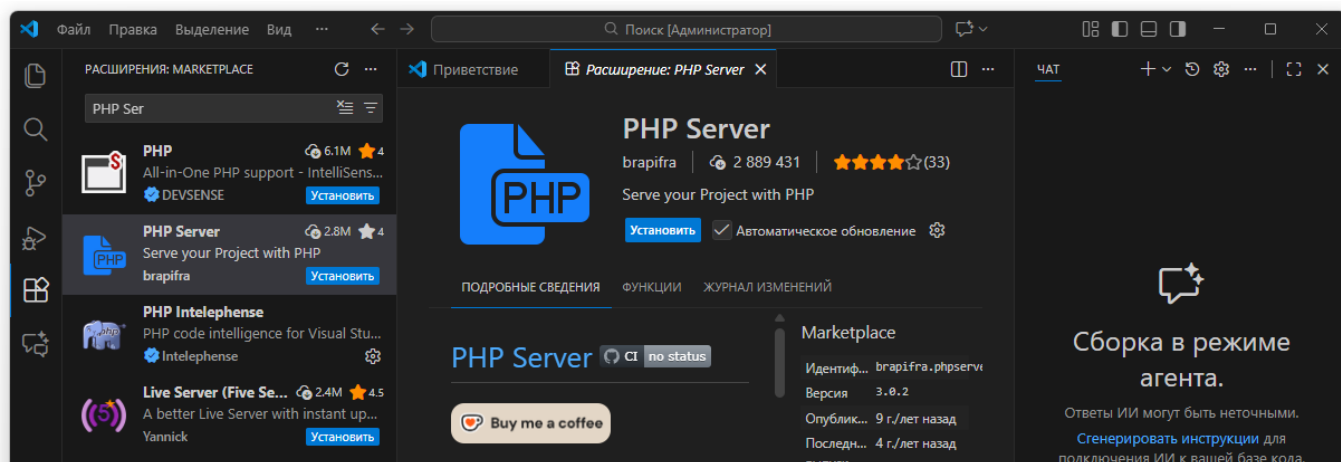 Файл Правка Выделение Вид ··· Поиск [Администратор]
РАСШИРЕНИЯ: MARKETPLACE
PHP Ser
PHP 6.1M 4
All-in-One PHP support - IntelliSens...
DEVSENSE Установить
PHP Server 2.8M 4
Serve your Project with PHP
brapifra Установить
PHP Intelephense
PHP code intelligence for Visual Stu...
Intelephense
Live Server (Five Se... 2.4M 4.5
A better Live Server with instant up...
Yannick Установить
Приветствие Расширение: PHP Server
PHP
PHP Server
brapifra 2 889 431 (33)
Serve your Project with PHP
Установить Автоматическое обновление
ПОДРОБНЫЕ СВЕДЕНИЯ ФУНКЦИИ ЖУРНАЛ ИЗМЕНЕНИЙ
PHP Server CI no status
Buy me a coffee
Marketplace
Идентиф... brapifra.phpserve
Версия 3.0.2
Опублик... 9 г./лет назад
Последн... 4 г./лет назад
ЧАТ
Сборка в режиме
агента.
Ответы ИИ могут быть неточными.
Сгенерировать инструкции для
подключения ИИ к вашей базе кода.